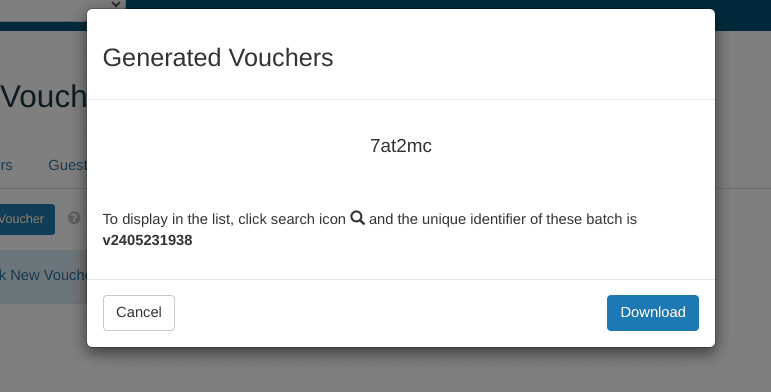 Generated Vouchers
Vouch
rs Guest
7at2mc
Voucher
To display in the list, click search icon and the unique identifier of these batch is
v2405231938
k New Vouche
Cancel Download